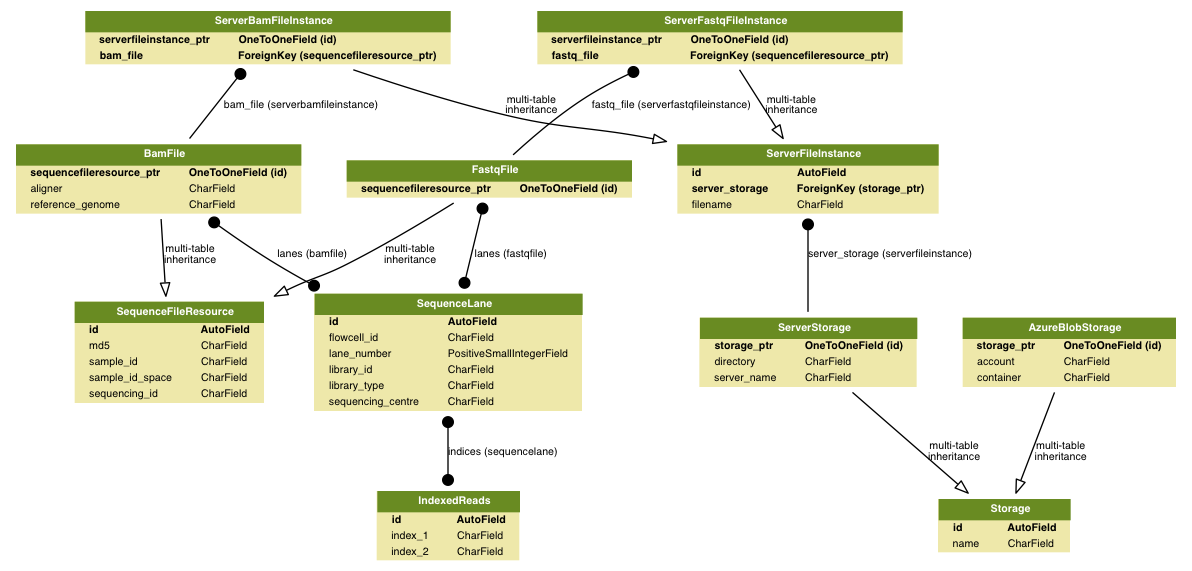 ServerBamFileInstance
serverfileinstance_ptr OneToOneField (id)
bam_file ForeignKey (sequencefileresource_ptr)
ServerFastqFileInstance
serverfileinstance_ptr OneToOneField (id)
fastq_file ForeignKey (sequencefileresource_ptr)
bam_file (serverbamfileinstance)
multi-table
inheritance
fastq_file (serverfastqfileinstance)
multi-table
inheritance
BamFile
sequencefileresource_ptr OneToOneField (id)
aligner CharField
reference_genome CharField
FastqFile
sequencefileresource_ptr OneToOneField (id)
ServerFileInstance
id AutoField
server_storage ForeignKey (storage_ptr)
filename CharField
multi-table
inheritance
lanes (bamfile)
multi-table
inheritance
lanes (fastqfile)
server_storage (serverfileinstance)
SequenceFileResource
id AutoField
md5 CharField
sample_id CharField
sample_id_space CharField
sequencing_id CharField
SequenceLane
id AutoField
flowcell_id CharField
lane_number PositiveSmallIntegerField
library_id CharField
library_type CharField
sequencing_centre CharField
ServerStorage
storage_ptr OneToOneField (id)
directory CharField
server_name CharField
AzureBlobStorage
storage_ptr OneToOneField (id)
account CharField
container CharField
indices (sequencelane)
multi-table
inheritance
multi-table
inheritance
IndexedReads
id AutoField
index_1 CharField
index_2 CharField
Storage
id AutoField
name CharField